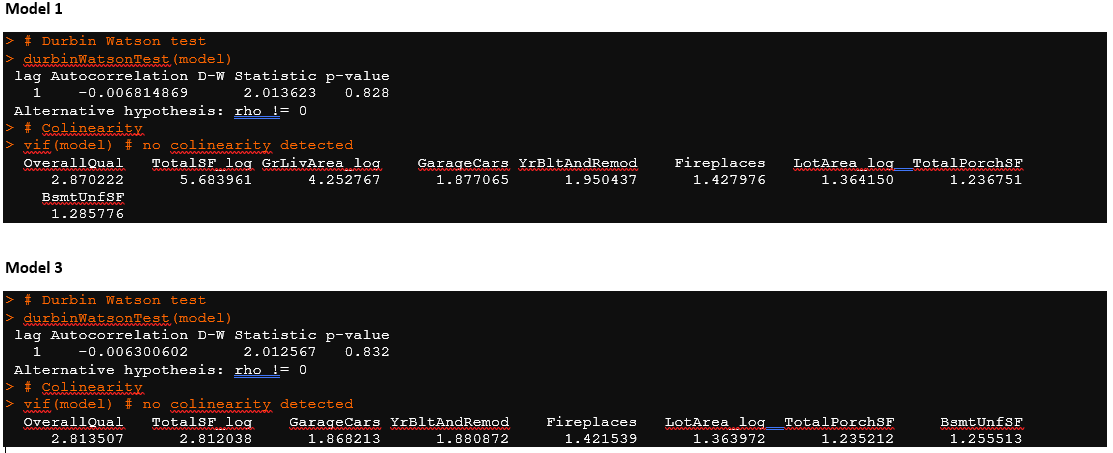 Model 1
> # Durbin Watson test
> durbinWatsonTest(model)
lag Autocorrelation D-W Statistic p-value
1 -0.006814869 2.013623 0.828
Alternative hypothesis: rho != 0
> # Colinearity
> vif(model) # no colinearity detected
OverallQual TotalSF_log GrLivArea_log GarageCars YrBltAndRemod Fireplaces LotArea_log TotalPorchSF
2.870222 5.683961 4.252767 1.877065 1.950437 1.427976 1.364150 1.236751
BsmtUnfSF
1.285776
Model 3
> # Durbin Watson test
> durbinWatsonTest(model)
lag Autocorrelation D-W Statistic p-value
1 -0.006300602 2.012567 0.832
Alternative hypothesis: rho != 0
> # Colinearity
> vif(model) # no colinearity detected
OverallQual TotalSF_log GarageCars YrBltAndRemod Fireplaces LotArea_log TotalPorchSF BsmtUnfSF
2.813507 2.812038 1.868213 1.880872 1.421539 1.363972 1.235212 1.255513